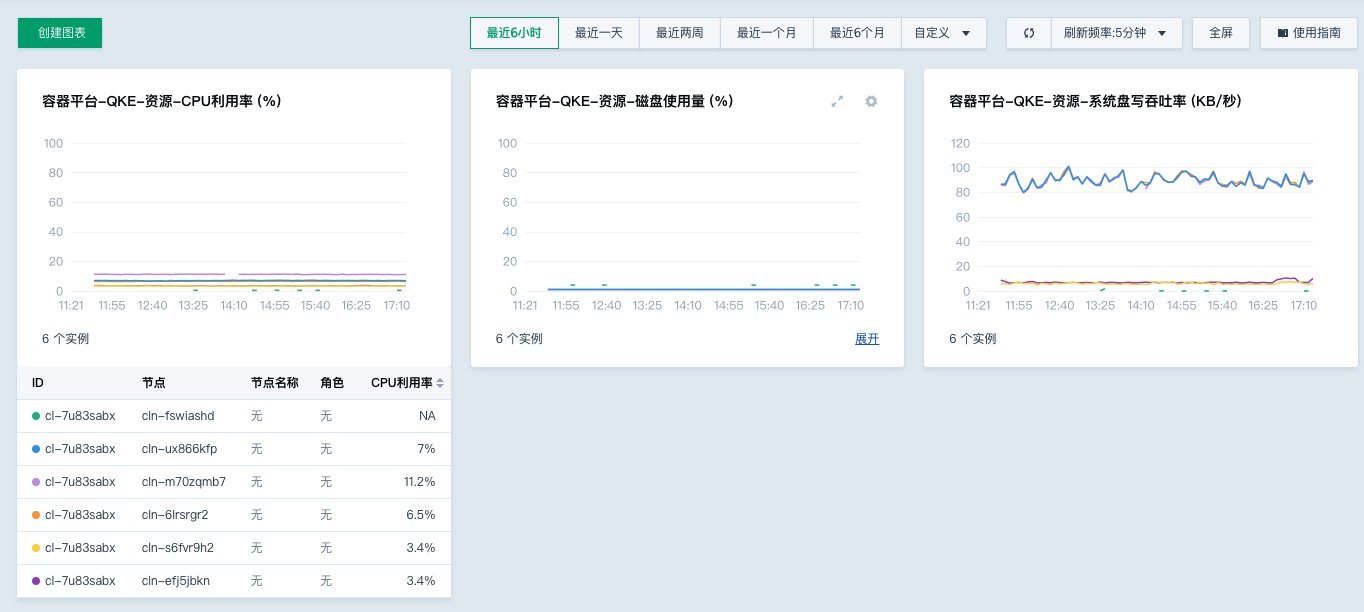 创建图表
最近6小时 最近一天 最近两周 最近一个月 最近6个月 自定义 刷新频率:5分钟 全屏 使用指南
容器平台-QKE-资源-CPU利用率 (%)
100
80
60
40
20
0
11:21 11:55 12:40 13:25 14:10 14:55 15:40 16:25 17:10
6 个实例
ID 节点 节点名称 角色 CPU利用率
cl-7u83sabx cln-fswiashd 无 无 NA
cl-7u83sabx cln-ux866kfp 无 无 7%
cl-7u83sabx cln-m70zqmb7 无 无 11.2%
cl-7u83sabx cln-6lrsrgr2 无 无 6.5%
cl-7u83sabx cln-s6fvr9h2 无 无 3.4%
cl-7u83sabx cln-efj5jbkn 无 无 3.4%
容器平台-QKE-资源-磁盘使用量 (%)
100
80
60
40
20
0
11:21 11:55 12:40 13:25 14:10 14:55 15:40 16:25 17:10
6 个实例 展开
容器平台-QKE-资源-系统盘写吞吐率 (KB/秒)
120
100
80
60
40
20
0
11:21 11:55 12:40 13:25 14:10 14:55 15:40 16:25 17:10
6 个实例